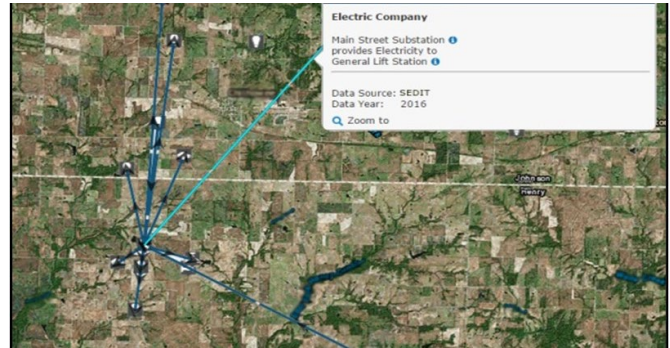 Electric Company
Main Street Substation
provides Electricity to
General Lift Station
Data Source: SEDIT
Data Year: 2016
Zoom to
Johnson
Henry